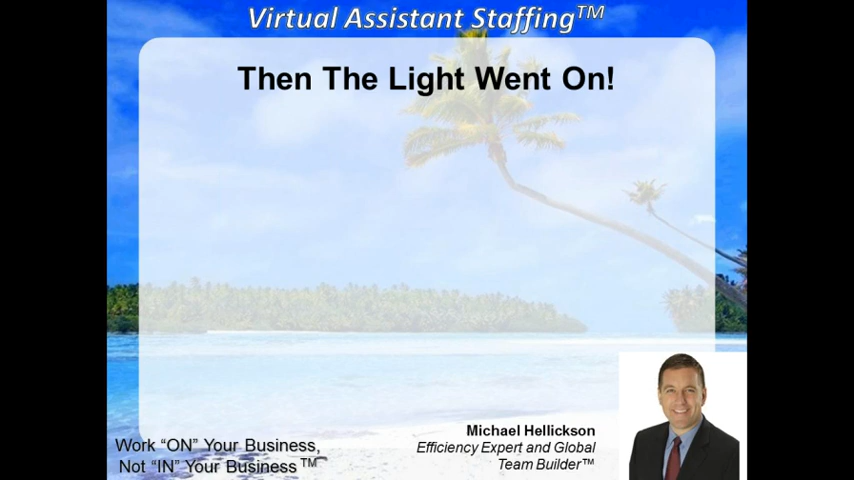 Virtual Assistant Staffing™
Then The Light Went On!
Michael Hellickson
Efficiency Expert and Global
Team Builder™
Work “ON” Your Business,
Not “IN” Your Business™